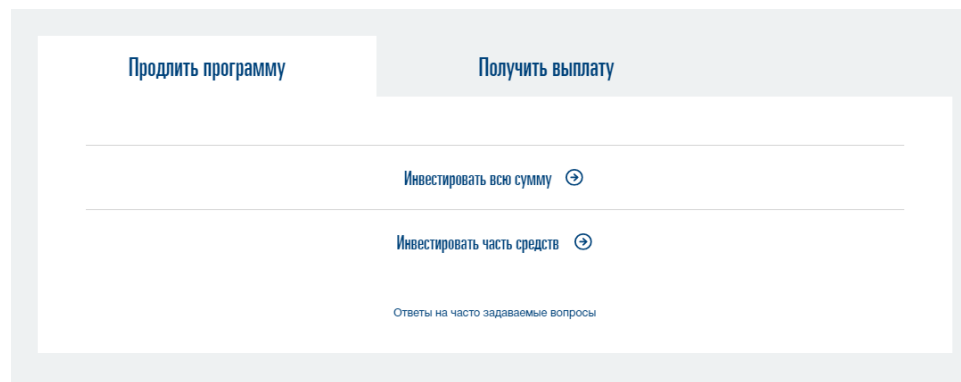 Продлить программу
Получить выплату
Инвестировать всю сумму
Инвестировать часть средств
Ответы на часто задаваемые вопросы